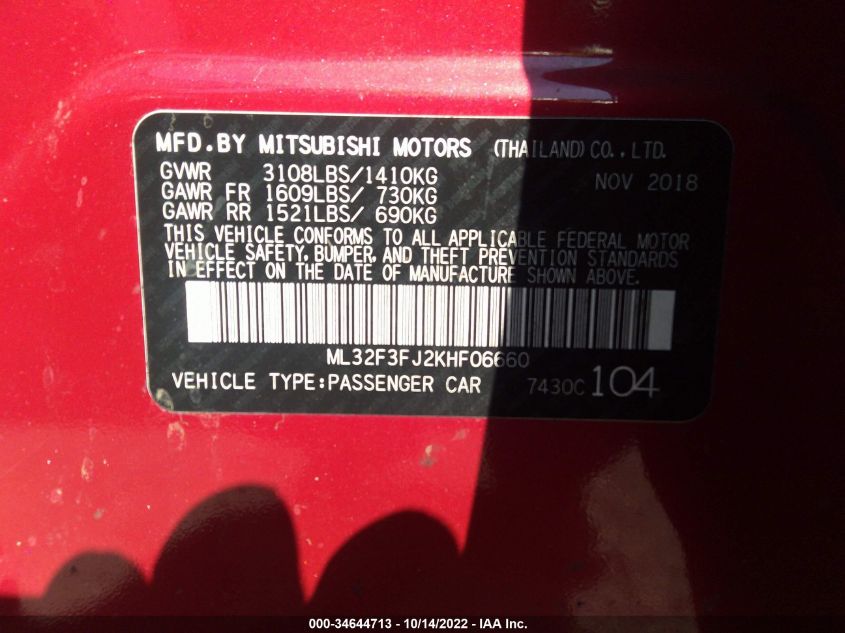 MFD.BY MITSUBISHI MOTORS (THAILAND) CO.,LTD.
GVWR 3108LBS/1410KG NOV 2018
GAWR FR 1609LBS/ 730KG
GAWR RR 1521LBS/ 690KG
THIS VEHICLE CONFORMS TO ALL APPLICABLE FEDERAL MOTOR
VEHICLE SAFETY, BUMPER, AND THEFT PREVENTION STANDARDS
IN EFFECT ON THE DATE OF MANUFACTURE SHOWN ABOVE.
ML32F3FJ2KHF06660
VEHICLE TYPE:PASSENGER CAR 7430C 104
000-34644713 - 10/14/2022 - IAA Inc.